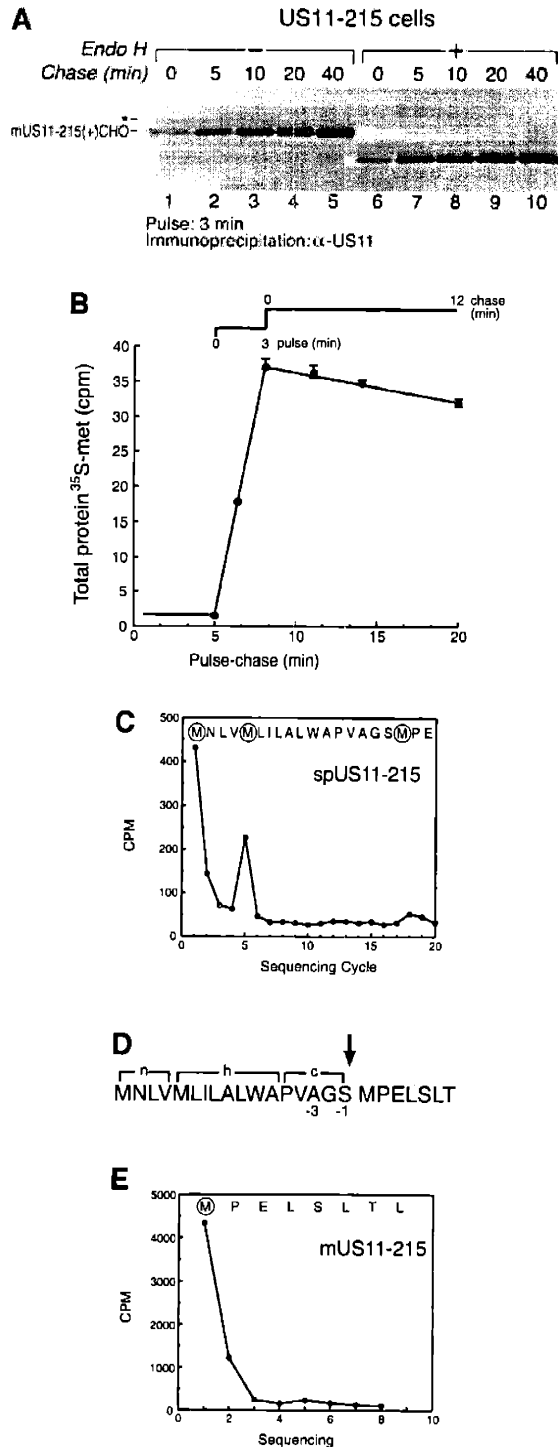 A
US11-215 cells
Endo H − +
Chase (min) 0 5 10 20 40 0 5 10 20 40
*
mUS11-215(+)CHO
1 2 3 4 5 6 7 8 9 10
Pulse: 3 min
Immunoprecipitation: α-US11
B
0 12 chase (min)
0 3 pulse (min)
Total protein 35S-met (cpm)
40
35
30
25
20
15
10
5
0
0 5 10 15 20
Pulse-chase (min)
C
M N L V M L I L A L W A P V A G S M P E
spUS11-215
CPM
500
400
300
200
100
0
0 5 10 15 20
Sequencing Cycle
D
n h c
MNLVMLILALWAPVAGS MPELSLT
-3 -1
E
M P E L S L T L
mUS11-215
CPM
5000
4000
3000
2000
1000
0
0 2 4 6 8 10
Sequencing